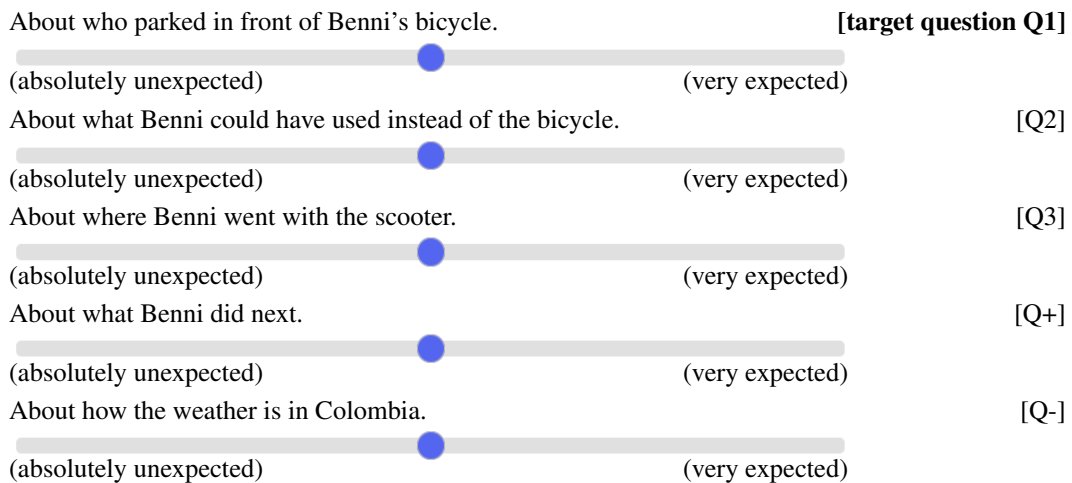 About who parked in front of Benni’s bicycle. [target question Q1]
(absolutely unexpected) (very expected)
About what Benni could have used instead of the bicycle. [Q2]
(absolutely unexpected) (very expected)
About where Benni went with the scooter. [Q3]
(absolutely unexpected) (very expected)
About what Benni did next. [Q+]
(absolutely unexpected) (very expected)
About how the weather is in Colombia. [Q-]
(absolutely unexpected) (very expected)